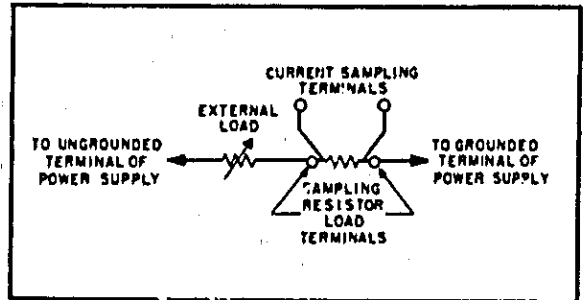 CURRENT SAMPLING
TERMINALS
EXTERNAL
LOAD
TO UNGROUNDED
TERMINAL OF
POWER SUPPLY
TO GROUNDED
TERMINAL OF
POWER SUPPLY
SAMPLING
RESISTOR
LOAD
TERMINALS